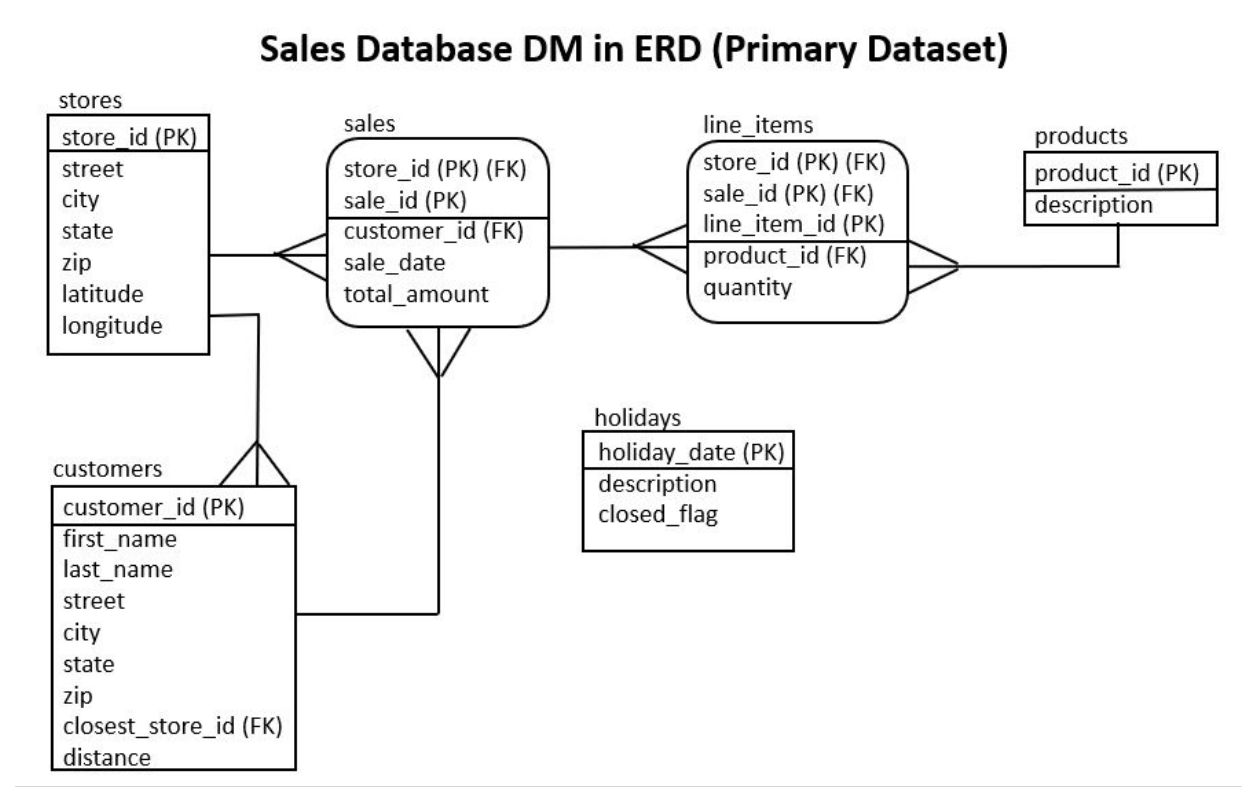 Sales Database DM in ERD (Primary Dataset)
stores
store_id (PK)
street
city
state
zip
latitude
longitude
sales
store_id (PK) (FK)
sale_id (PK)
customer_id (FK)
sale_date
total_amount
line_items
store_id (PK) (FK)
sale_id (PK) (FK)
line_item_id (PK)
product_id (FK)
quantity
products
product_id (PK)
description
customers
customer_id (PK)
first_name
last_name
street
city
state
zip
closest_store_id (FK)
distance
holidays
holiday_date (PK)
description
closed_flag